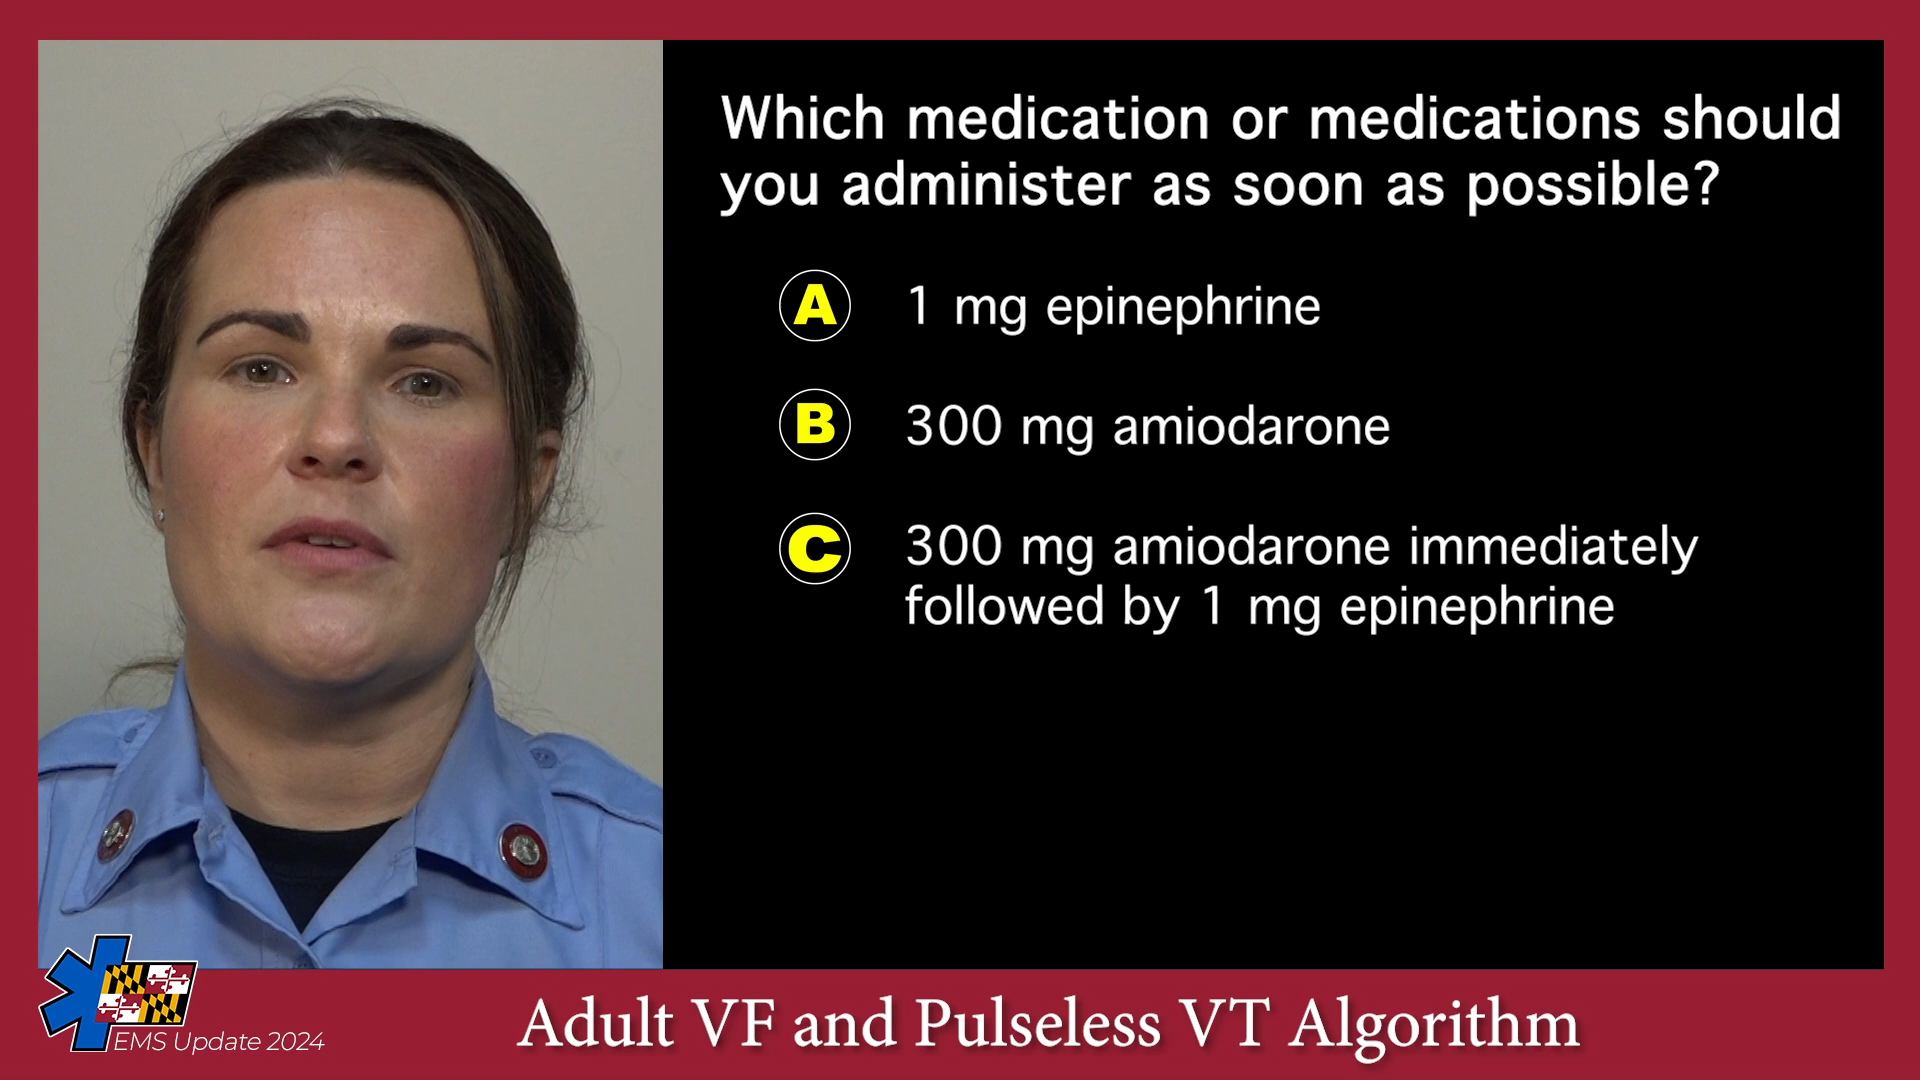 Which medication or medications should
you administer as soon as possible?
A 1 mg epinephrine
B 300 mg amiodarone
C 300 mg amiodarone immediately
followed by 1 mg epinephrine
EMS Update 2024
Adult VF and Pulseless VT Algorithm